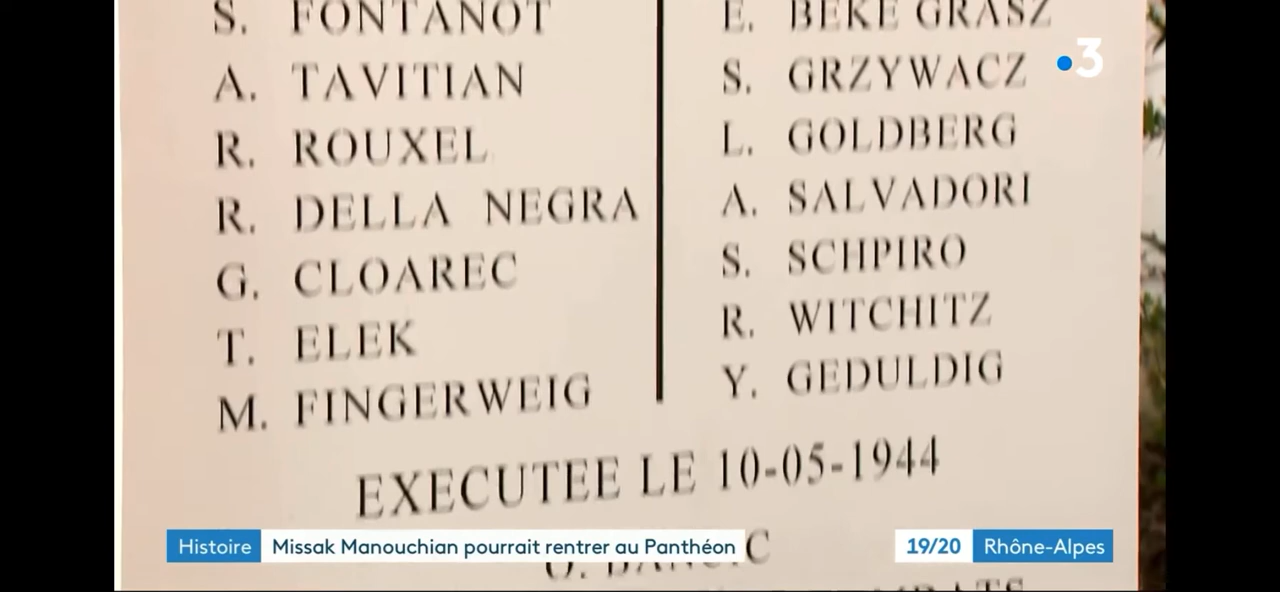 S. FONTANOT
A. TAVITIAN
R. ROUXEL
R. DELLA NEGRA
G. CLOAREC
T. ELEK
M. FINGERWEIG
E. BEKE GRASZ
S. GRZYWACZ
L. GOLDBERG
A. SALVADORI
S. SCHPIRO
R. WITCHITZ
Y. GEDULDIG
EXECUTEE LE 10-05-1944
3
Histoire Missak Manouchian pourrait rentrer au Panthéon
19/20 Rhône-Alpes